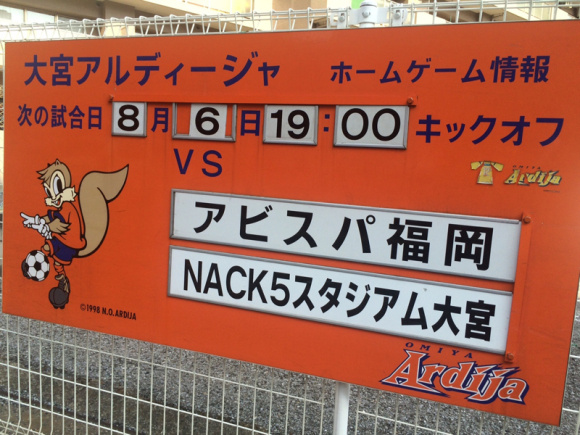 大宮アルディージャ ホームゲーム情報
次の試合日 8月 6日 19:00 キックオフ
VS
OMIYA
Ardija
アビスパ福岡
NACK5スタジアム大宮
©1998 N.O.ARDIJA
OMIYA
Ardija